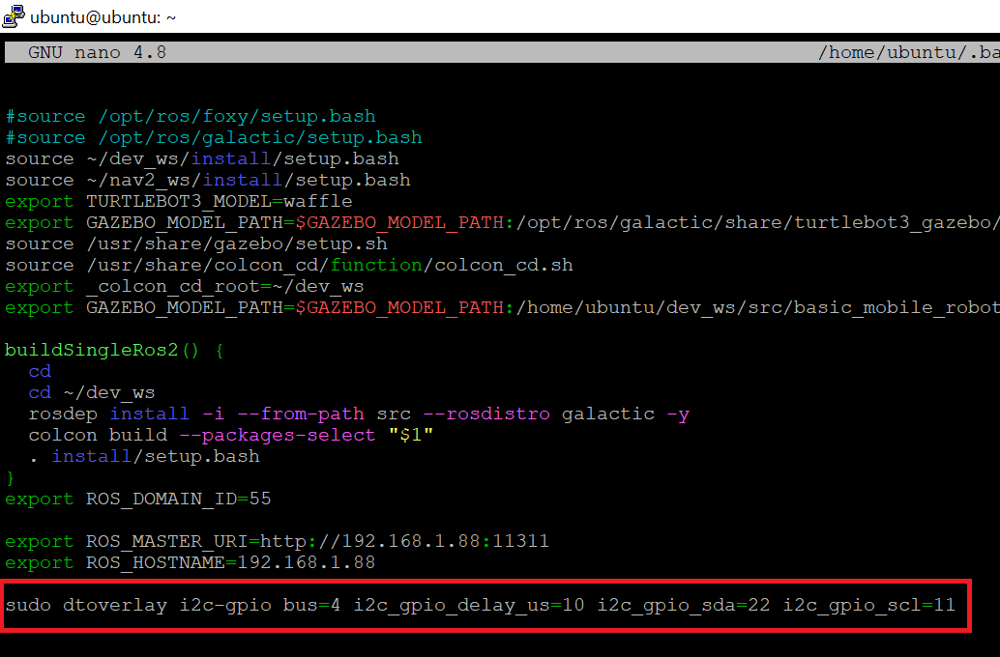 ubuntu@ubuntu: ~
GNU nano 4.8 /home/ubuntu/.ba
#source /opt/ros/foxy/setup.bash
#source /opt/ros/galactic/setup.bash
source ~/dev_ws/install/setup.bash
source ~/nav2_ws/install/setup.bash
export TURTLEBOT3_MODEL=waffle
export GAZEBO_MODEL_PATH=$GAZEBO_MODEL_PATH:/opt/ros/galactic/share/turtlebot3_gazebo/
source /usr/share/gazebo/setup.sh
source /usr/share/colcon_cd/function/colcon_cd.sh
export _colcon_cd_root=~/dev_ws
export GAZEBO_MODEL_PATH=$GAZEBO_MODEL_PATH:/home/ubuntu/dev_ws/src/basic_mobile_robot
buildSingleRos2() {
cd
cd ~/dev_ws
rosdep install -i --from-path src --rosdistro galactic -y
colcon build --packages-select "$1"
. install/setup.bash
}
export ROS_DOMAIN_ID=55
export ROS_MASTER_URI=http://192.168.1.88:11311
export ROS_HOSTNAME=192.168.1.88
sudo dtoverlay i2c-gpio bus=4 i2c_gpio_delay_us=10 i2c_gpio_sda=22 i2c_gpio_scl=11